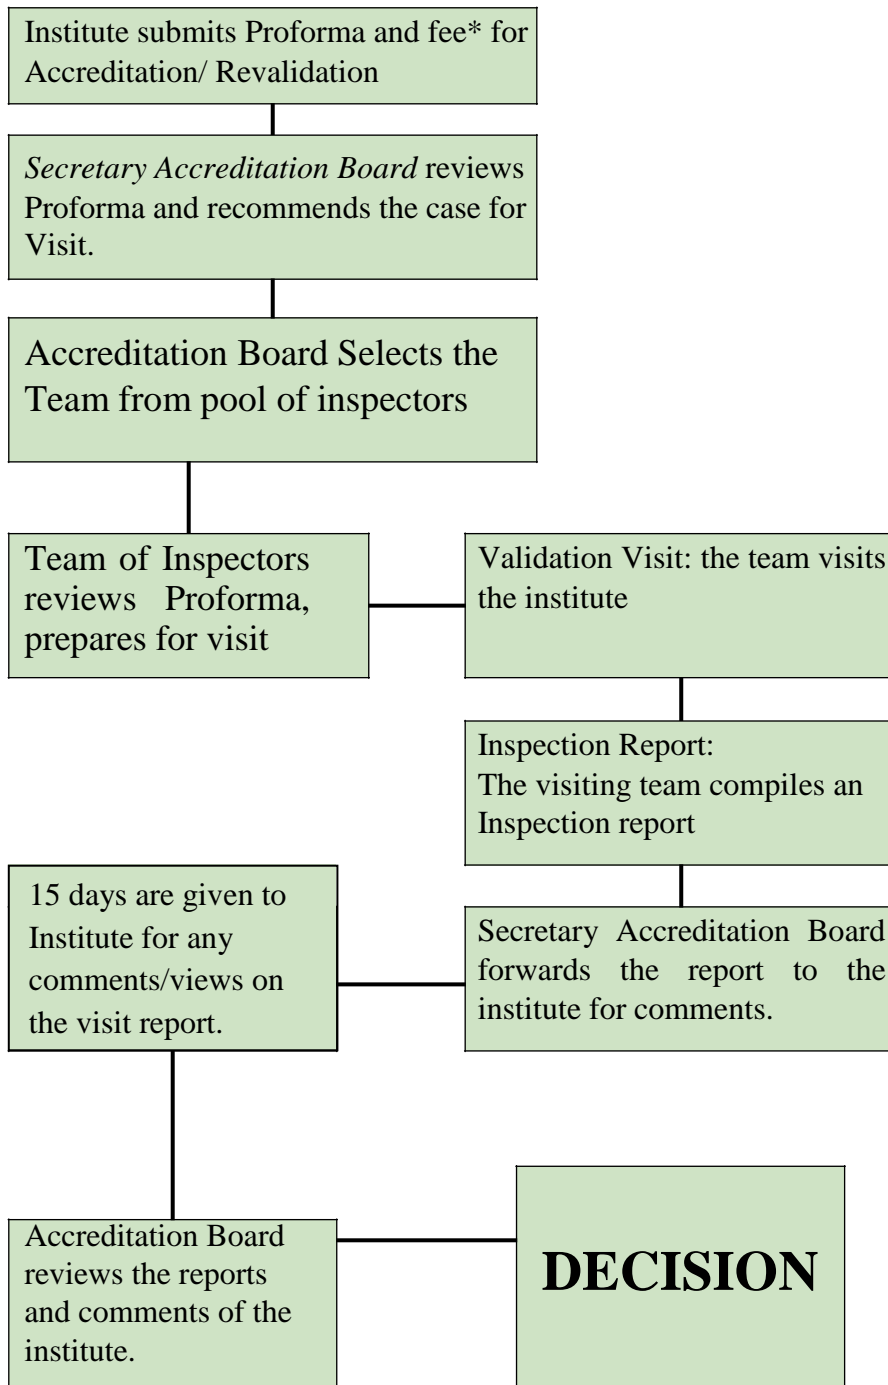 Institute submits Proforma and fee* for
Accreditation/ Revalidation
Secretary Accreditation Board reviews
Proforma and recommends the case for
Visit.
Accreditation Board Selects the
Team from pool of inspectors
Team of Inspectors
reviews Proforma,
prepares for visit
Validation Visit: the team visits
the institute
Inspection Report:
The visiting team compiles an
Inspection report
Secretary Accreditation Board
forwards the report to the
institute for comments.
15 days are given to
Institute for any
comments/views on
the visit report.
Accreditation Board
reviews the reports
and comments of the
institute.
DECISION